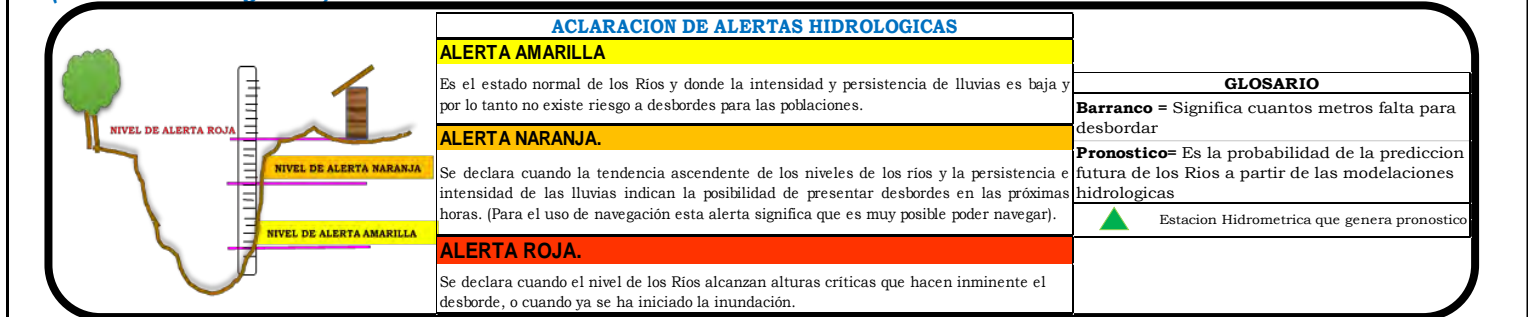 NIVEL DE ALERTA ROJA
NIVEL DE ALERTA NARANJA
NIVEL DE ALERTA AMARILLA
ACLARACION DE ALERTAS HIDROLOGICAS
ALERTA AMARILLA
Es el estado normal de los Ríos y donde la intensidad y persistencia de lluvias es baja y
por lo tanto no existe riesgo a desbordes para las poblaciones.
ALERTA NARANJA.
Se declara cuando la tendencia ascendente de los niveles de los ríos y la persistencia e
intensidad de las lluvias indican la posibilidad de presentar desbordes en las próximas
horas. (Para el uso de navegación esta alerta significa que es muy posible poder navegar).
ALERTA ROJA.
Se declara cuando el nivel de los Ríos alcanzan alturas críticas que hacen inminente el
desborde, o cuando ya se ha iniciado la inundación.
GLOSARIO
Barranco = Significa cuantos metros falta para
desbordar
Pronostico= Es la probabilidad de la prediccion
futura de los Rios a partir de las modelaciones
hidrologicas
Estacion Hidrometrica que genera pronostico